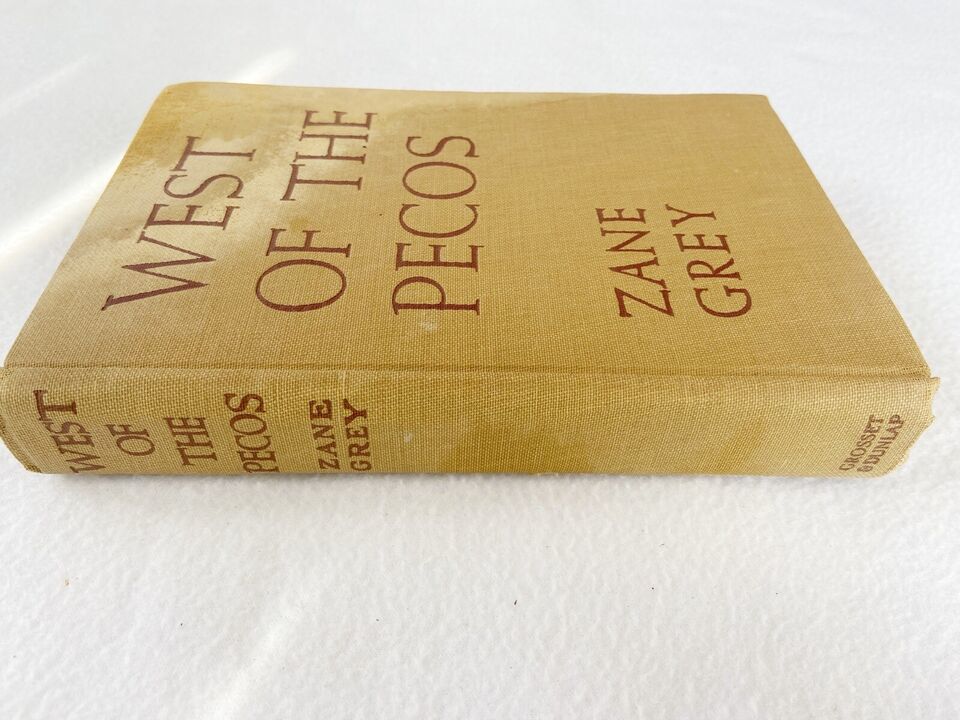 WEST
OF THE
PECOS
ZANE
GREY
WEST
OF
THE
PECOS
ZANE
GREY
GROSSET
& DUNLAP